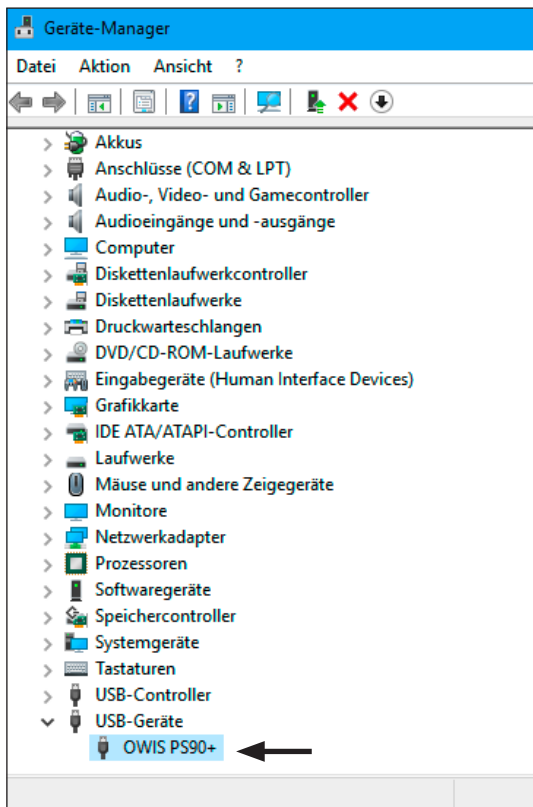 Geräte-Manager
Datei Aktion Ansicht ?
Akkus
Anschlüsse (COM & LPT)
Audio-, Video- und Gamecontroller
Audioeingänge und -ausgänge
Computer
Diskettenlaufwerkcontroller
Diskettenlaufwerke
Druckwarteschlangen
DVD/CD-ROM-Laufwerke
Eingabegeräte (Human Interface Devices)
Grafikkarte
IDE ATA/ATAPI-Controller
Laufwerke
Mäuse und andere Zeigegeräte
Monitore
Netzwerkadapter
Prozessoren
Softwaregeräte
Speichercontroller
Systemgeräte
Tastaturen
USB-Controller
USB-Geräte
OWIS PS90+